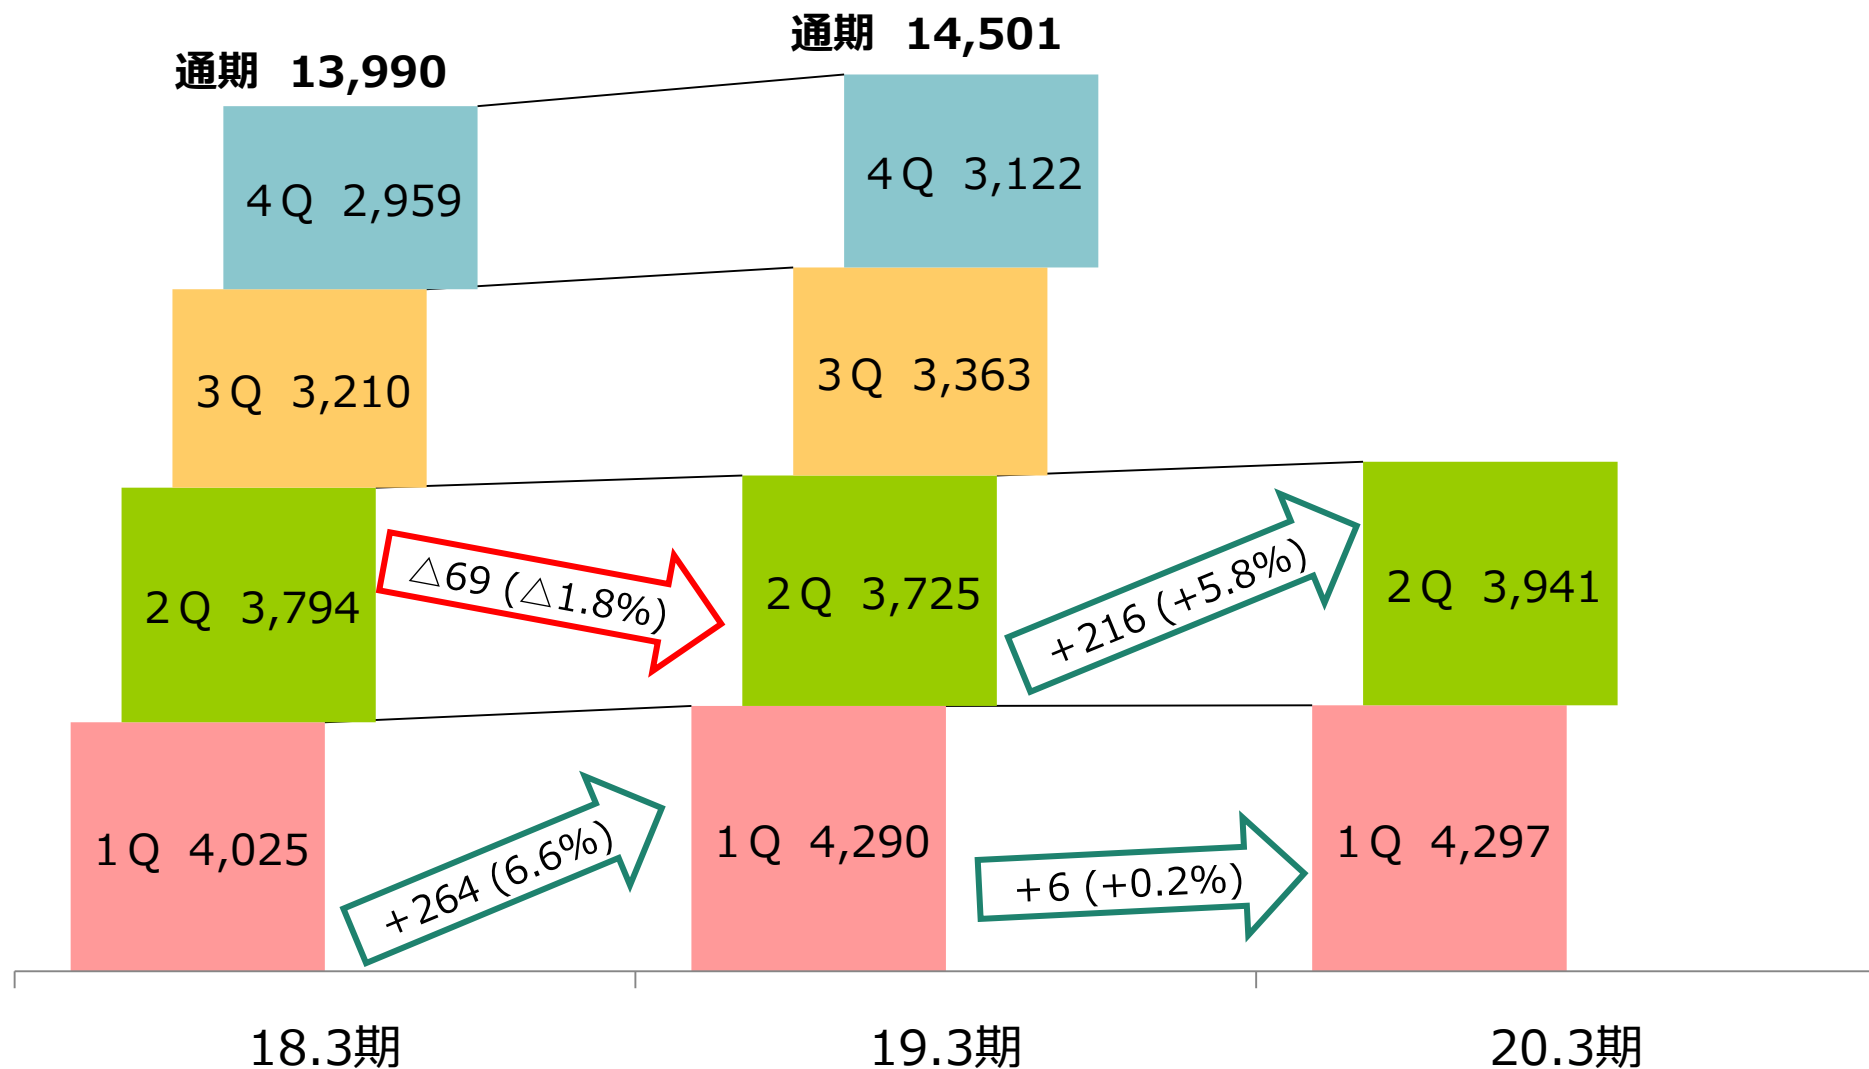 通期 13,990
4Q 2,959
3Q 3,210
2Q 3,794
1Q 4,025
△69 (△1.8%)
+264 (6.6%)
通期 14,501
4Q 3,122
3Q 3,363
2Q 3,725
1Q 4,290
+216 (+5.8%)
+6 (+0.2%)
2Q 3,941
1Q 4,297
18.3期
19.3期
20.3期